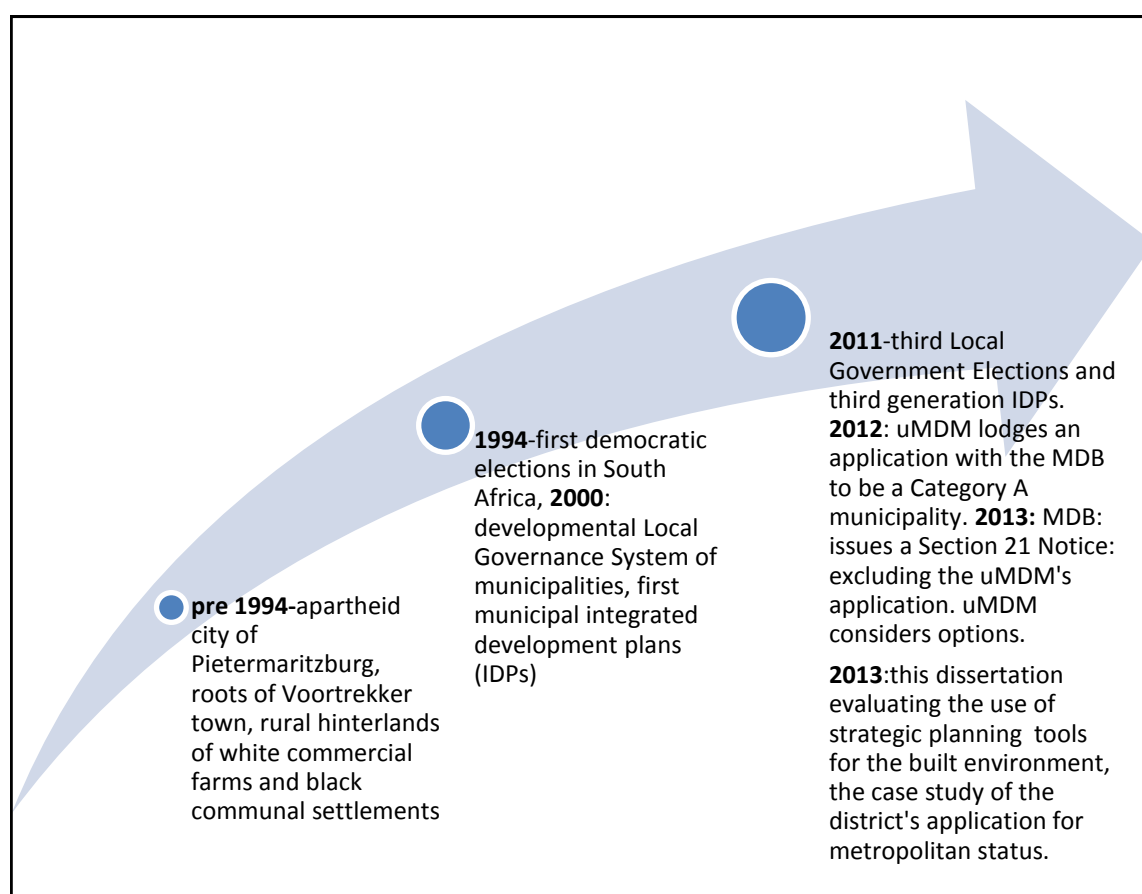 pre 1994-apartheid
city of
Pietermaritzburg,
roots of Voortrekker
town, rural hinterlands
of white commercial
farms and black
communal settlements
1994-first democratic
elections in South
Africa, 2000:
developmental Local
Governance System of
municipalities, first
municipal integrated
development plans
(IDPs)
2011-third Local
Government Elections and
third generation IDPs.
2012: uMDM lodges an
application with the MDB
to be a Category A
municipality. 2013: MDB:
issues a Section 21 Notice:
excluding the uMDM's
application. uMDM
considers options.
2013:this dissertation
evaluating the use of
strategic planning tools
for the built environment,
the case study of the
district's application for
metropolitan status.